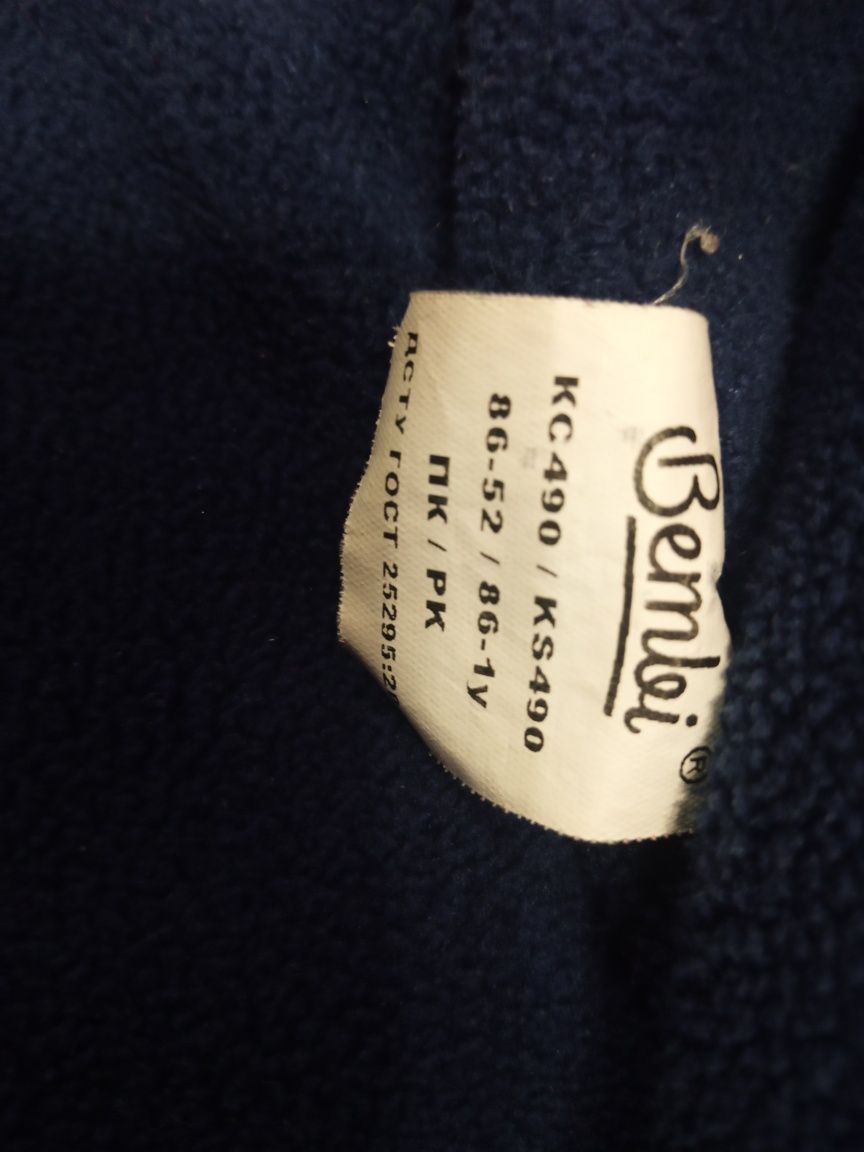 Bembi ®
КС490 / KS490
86-52 / 86-1y
ПК / PK
ДСТУ ГОСТ 25295:2